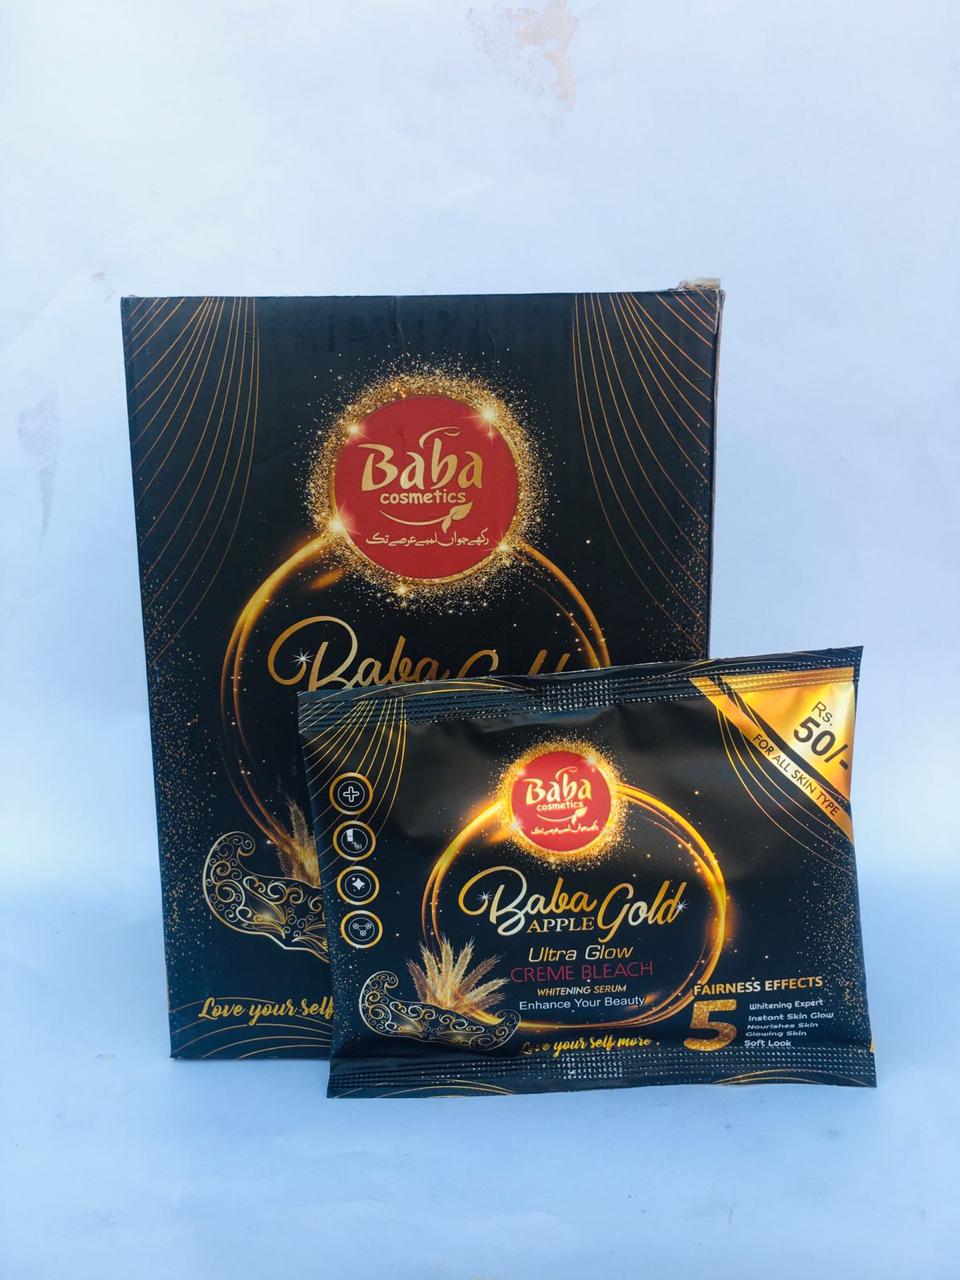 Baba
cosmetics
رکھے جواں لمبے عرصے تک
Baba Gold
Love your self
Rs.
50/-
FOR ALL SKIN TYPE
Baba
cosmetics
رکھے جواں لمبے عرصے تک
Baba
APPLE Gold
Ultra Glow
CREME BLEACH
WHITENING SERUM
Enhance Your Beauty
Love your self more
FAIRNESS EFFECTS
5
Whitening Expert
Instant Skin Glow
Nourishes Skin
Glowing Skin
Soft Look